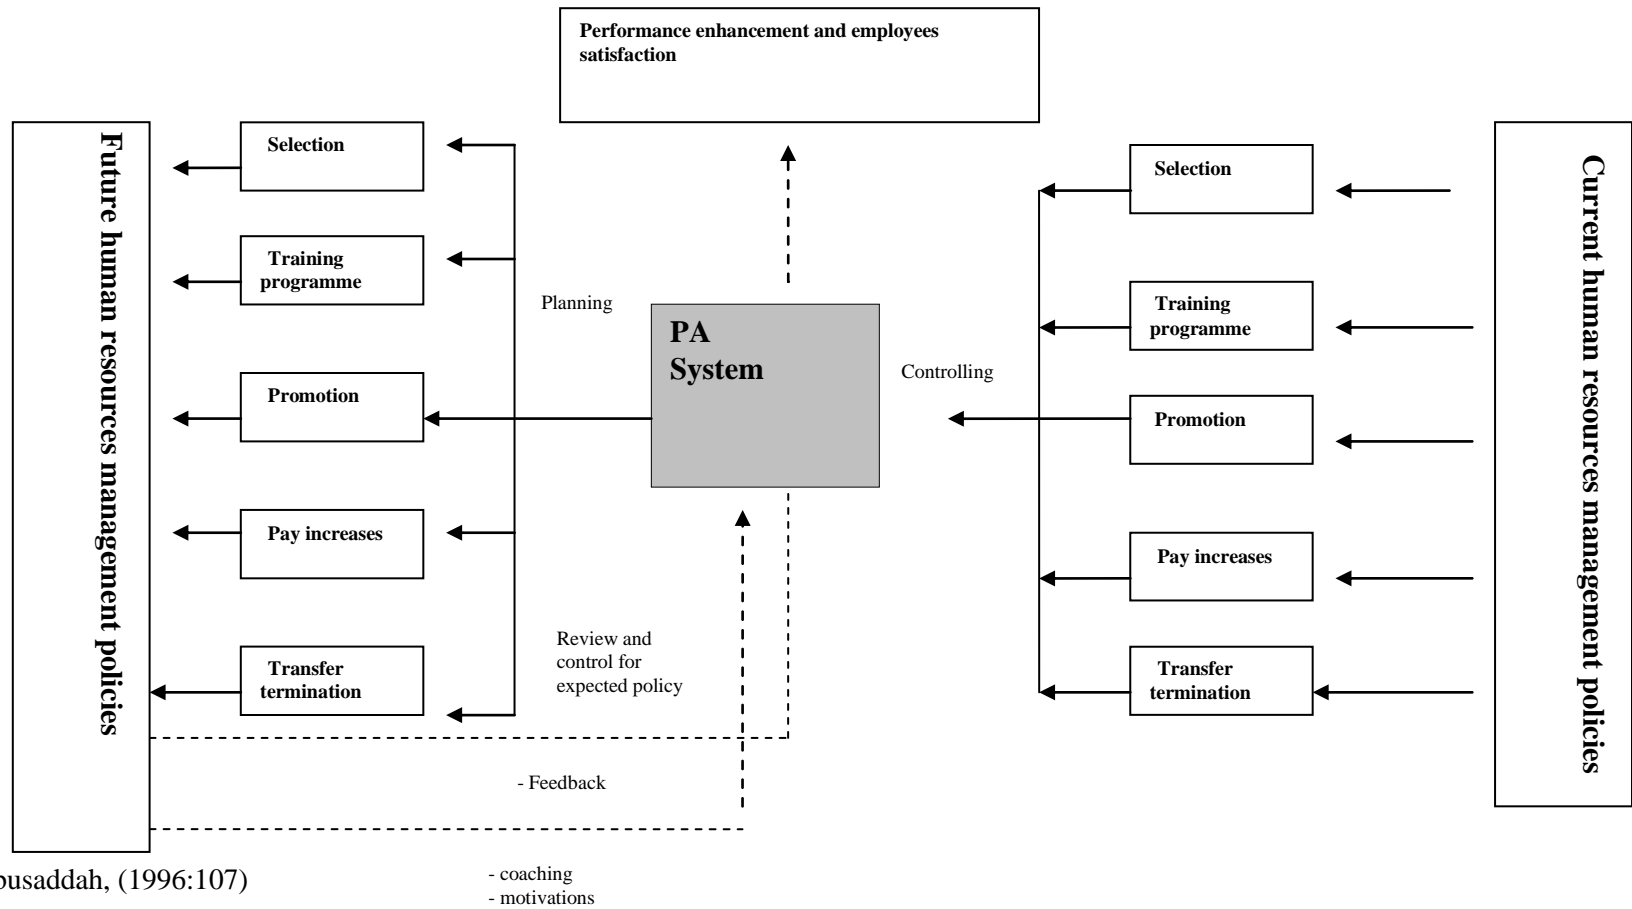 Performance enhancement and employees
satisfaction
Future human resources management policies
Selection
Training
programme
Promotion
Pay increases
Transfer
termination
Planning
PA
System
Controlling
Review and
control for
expected policy
- Feedback
- coaching
- motivations
Selection
Training
programme
Promotion
Pay increases
Transfer
termination
Current human resources management policies
ousaddah, (1996:107)